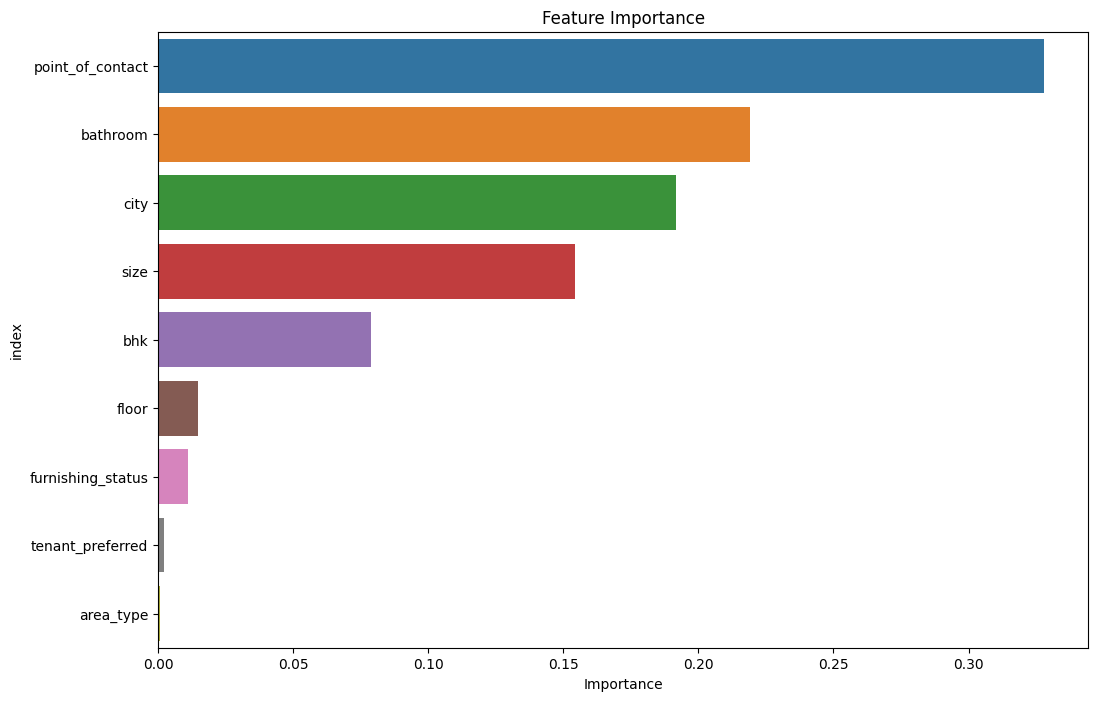 Feature Importance
point_of_contact
bathroom
city
size
bhk
floor
furnishing_status
tenant_preferred
area_type
index
0.00 0.05 0.10 0.15 0.20 0.25 0.30
Importance